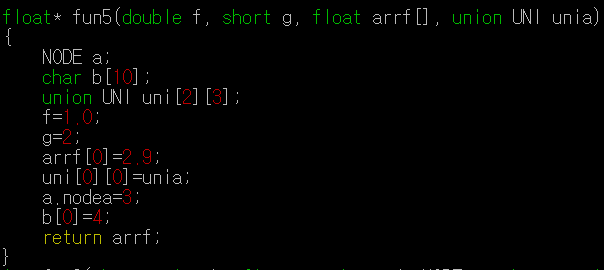 float* fun5(double f, short g, float arrf[], union UNI unia)
{
    NODE a;
    char b[10];
    union UNI uni[2][3];
    f=1.0;
    g=2;
    arrf[0]=2.9;
    uni[0][0]=unia;
    a.nodea=3;
    b[0]=4;
    return arrf;
}